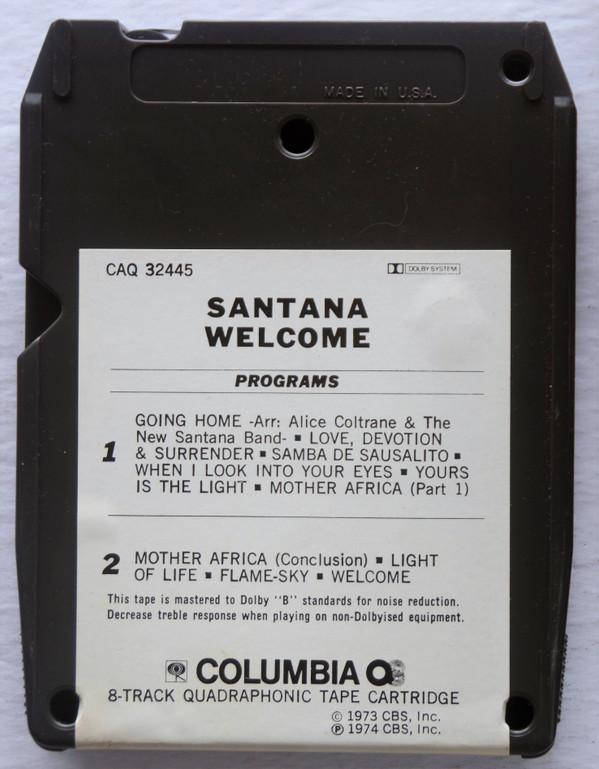 MADE IN U.S.A.
CAQ 32445
DOLBY SYSTEM
SANTANA
WELCOME
PROGRAMS
1
GOING HOME -Arr: Alice Coltrane & The
New Santana Band- ▪ LOVE, DEVOTION
& SURRENDER ▪ SAMBA DE SAUSALITO ▪
WHEN I LOOK INTO YOUR EYES ▪ YOURS
IS THE LIGHT ▪ MOTHER AFRICA (Part 1)
2
MOTHER AFRICA (Conclusion) ▪ LIGHT
OF LIFE ▪ FLAME-SKY ▪ WELCOME
This tape is mastered to Dolby "B" standards for noise reduction.
Decrease treble response when playing on non-Dolbyised equipment.
COLUMBIA Q8
8-TRACK QUADRAPHONIC TAPE CARTRIDGE
© 1973 CBS, Inc.
℗ 1974 CBS, Inc.